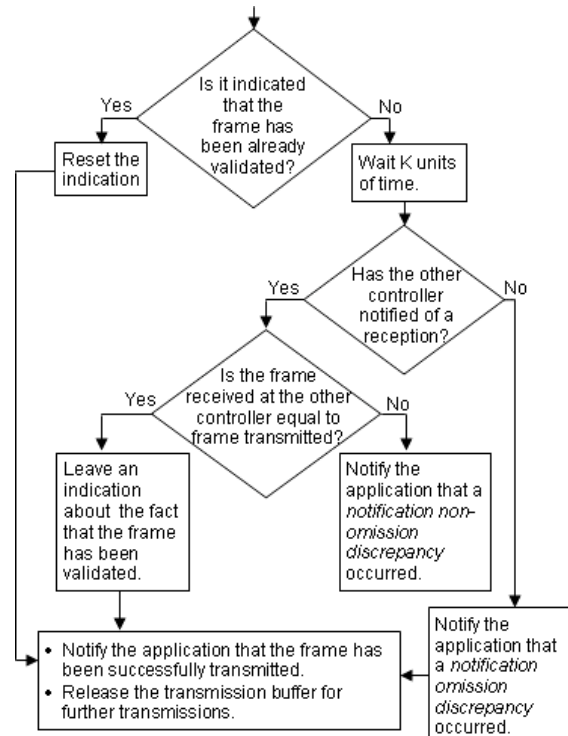 Is it indicated
that the
frame has
been already
validated?
Yes
No
Reset the
indication
Wait K units
of time.
Has the other
controller
notified of a
reception?
Yes
No
Is the frame
received at the other
controller equal to
frame transmitted?
Yes
No
Leave an
indication
about the fact
that the frame
has been
validated.
Notify the
application that a
notification non-
omission
discrepancy
occurred.
• Notify the application that the frame has
been successfully transmitted.
• Release the transmission buffer for
further transmissions.
Notify the
application that
a notification
omission
discrepancy
occurred.